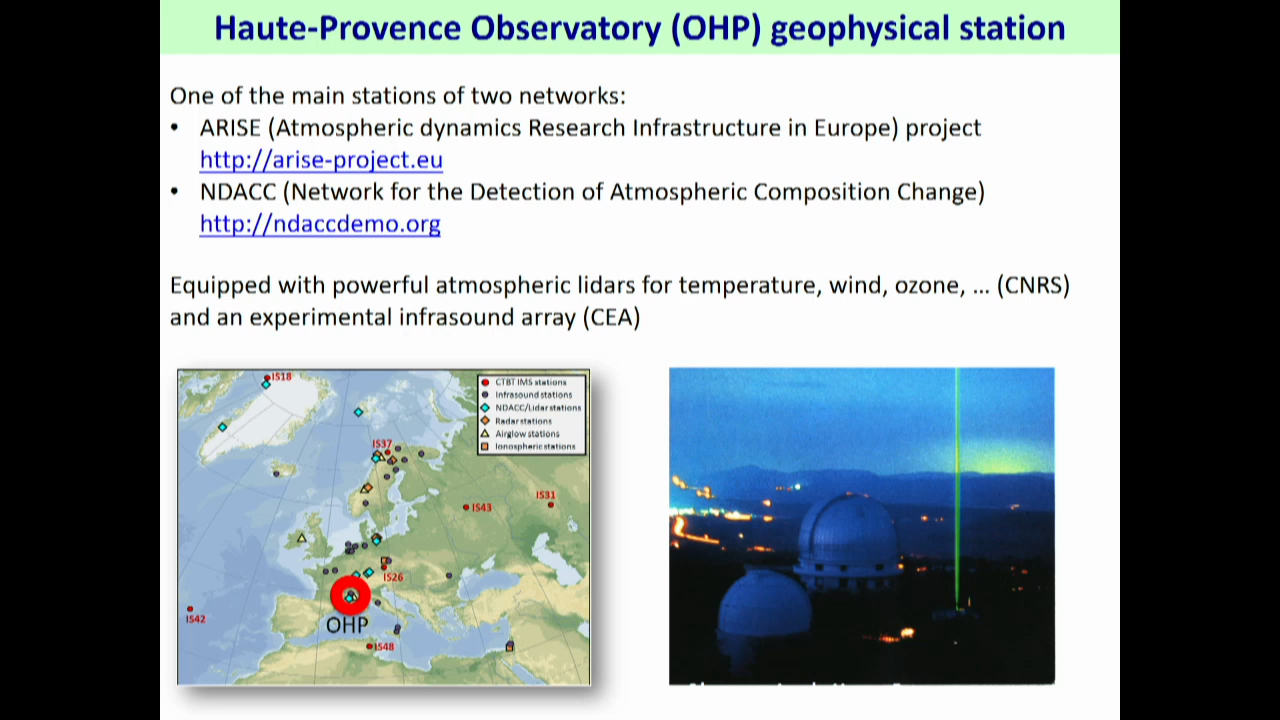 Haute-Provence Observatory (OHP) geophysical station
One of the main stations of two networks:
• ARISE (Atmospheric dynamics Research Infrastructure in Europe) project
http://arise-project.eu
• NDACC (Network for the Detection of Atmospheric Composition Change)
http://ndaccdemo.org
Equipped with powerful atmospheric lidars for temperature, wind, ozone, ... (CNRS)
and an experimental infrasound array (CEA)
IS18
CTBT IMS stations
Infrasound stations
NDACC/Lidar stations
Radar stations
Airglow stations
Ionospheric stations
IS37
IS31
IS43
IS26
IS42
OHP
IS48